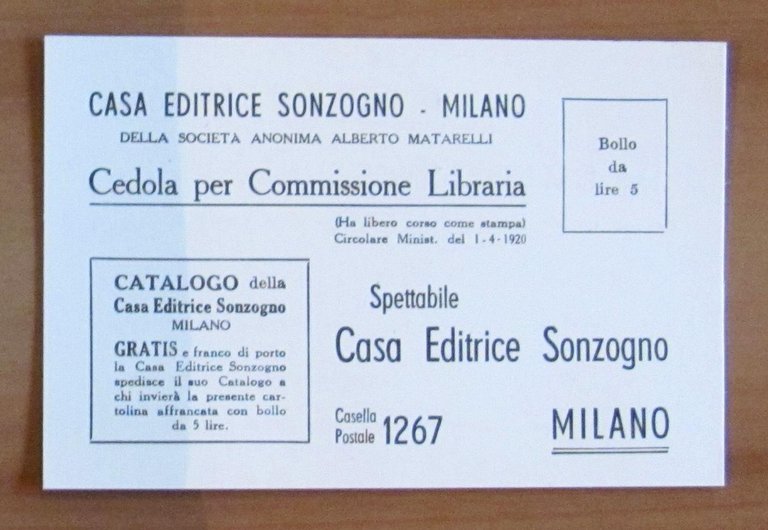 CASA EDITRICE SONZOGNO - MILANO
DELLA SOCIETA ANONIMA ALBERTO MATARELLI
Cedola per Commissione Libraria
(Ha libero corso come stampa)
Circolare Minist. del 1-4-1920
Bollo
da
lire 5
CATALOGO della
Casa Editrice Sonzogno
MILANO
GRATIS e franco di porto
la Casa Editrice Sonzogno
spedisce il suo Catalogo a
chi invierà la presente car-
tolina affrancata con bollo
da 5 lire.
Spettabile
Casa Editrice Sonzogno
Casella
Postale 1267
MILANO